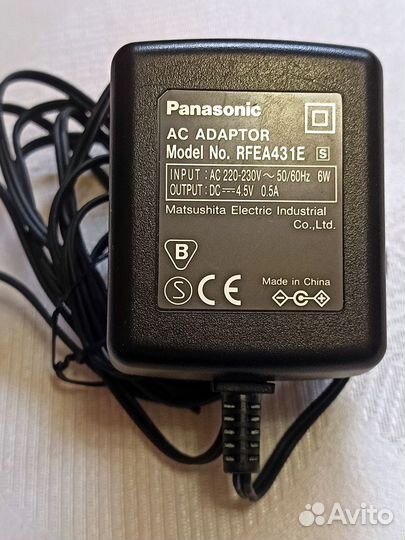 Panasonic
AC ADAPTOR
Model No. RFEA431E S
INPUT: AC 220-230V ~ 50/60Hz 6W
OUTPUT: DC 4.5V 0.5A
Matsushita Electric Industrial
Co.,Ltd.
B
S CE
Made in China
Avito